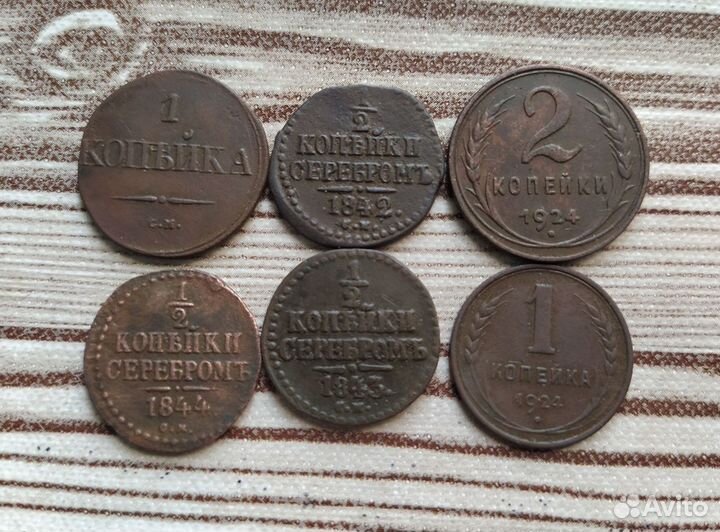 1
КОПѢЙКА
С.М.
1/2
КОПѢЙКИ
СЕРЕБРОМЪ
1842.
С.М.
2
КОПЕЙКИ
1924
1/2
КОПѢЙКИ
СЕРЕБРОМЪ
1844
С.М.
1/2
КОПѢЙКИ
СЕРЕБРОМЪ
1843.
1
КОПЕЙКА
1924
Avito